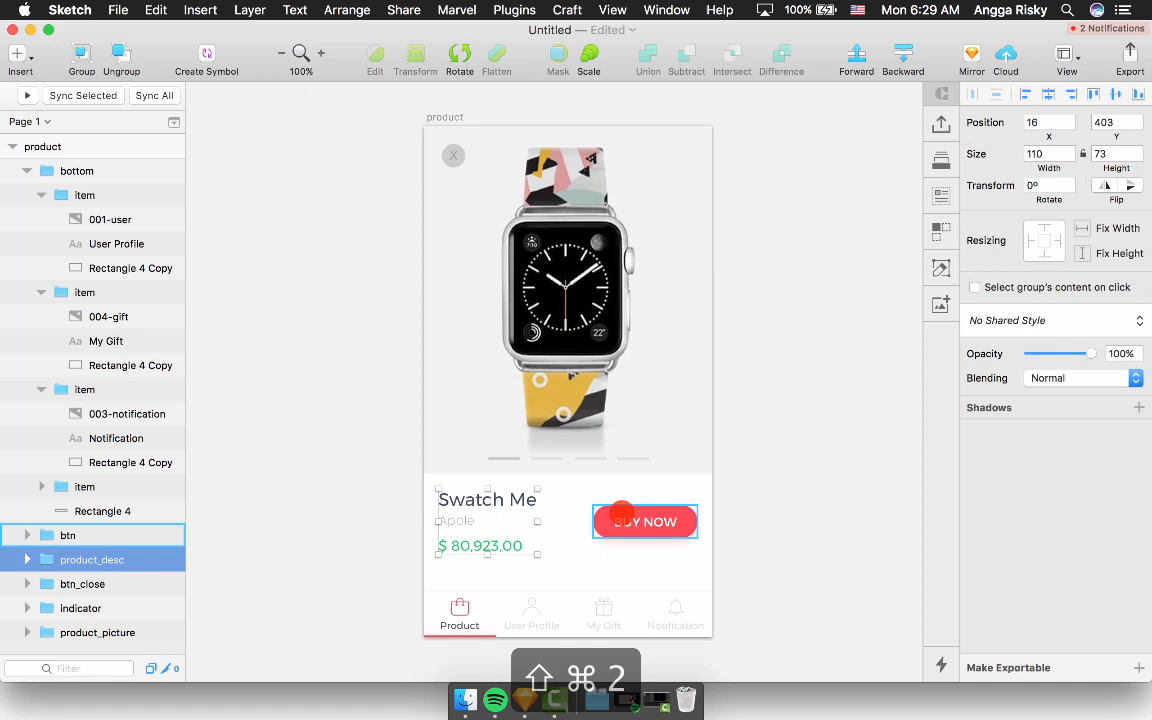 Sketch File Edit Insert Layer Text Arrange Share Marvel Plugins Craft View Window Help 100% Mon 6:29 AM Angga Risky
Untitled — Edited
2 Notifications
Insert Group Ungroup Create Symbol 100% Edit Transform Rotate Flatten Mask Scale Union Subtract Intersect Difference Forward Backward Mirror Cloud View Export
Sync Selected Sync All
Page 1
product
bottom
item
001-user
User Profile
Rectangle 4 Copy
item
004-gift
My Gift
Rectangle 4 Copy
item
003-notification
Notification
Rectangle 4 Copy
item
Rectangle 4
btn
product_desc
btn_close
indicator
product_picture
Filter
0
product
X
7:10
22°
Swatch Me
Apple
$ 80,923,00
BUY NOW
Product User Profile My Gift Notification
⇧ ⌘ 2
Position 16 403
X Y
Size 110 73
Width Height
Transform 0º
Rotate Flip
Resizing
Fix Width
Fix Height
Select group's content on click
No Shared Style
Opacity 100%
Blending Normal
Shadows
Make Exportable